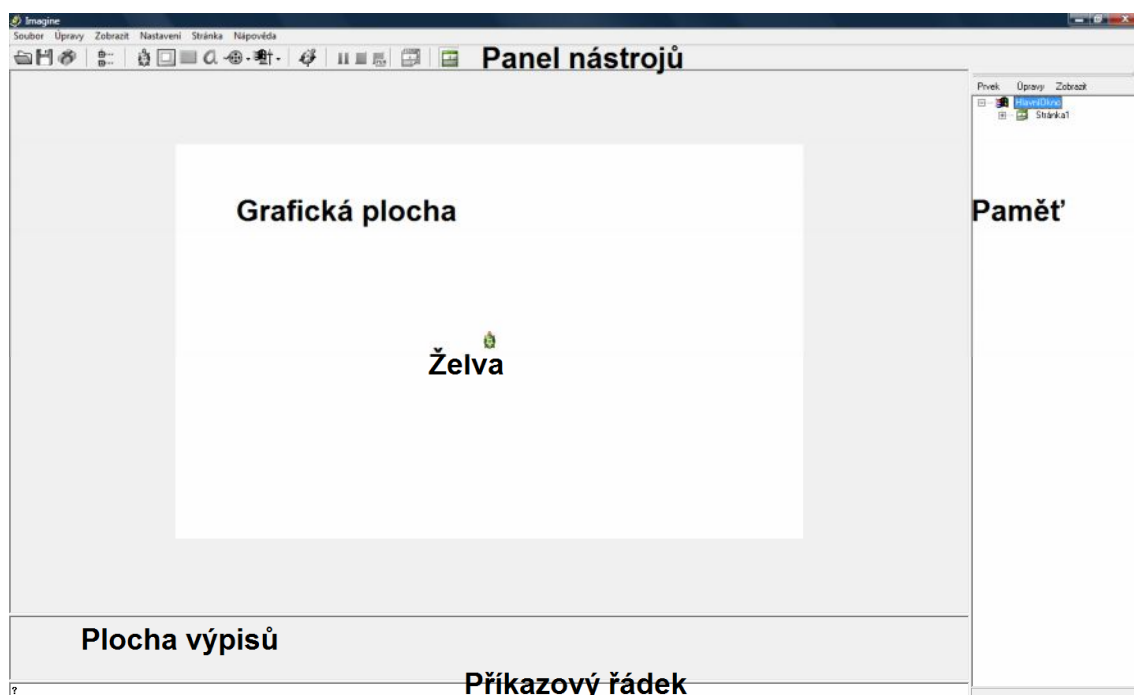 Imagine
Soubor Úpravy Zobrazit Nastavení Stránka Nápověda
Panel nástrojů
Prvek Úpravy Zobrazit
HlavníOkno
Stránka1
Grafická plocha
Paměť
Želva
Plocha výpisů
Příkazový řádek
?